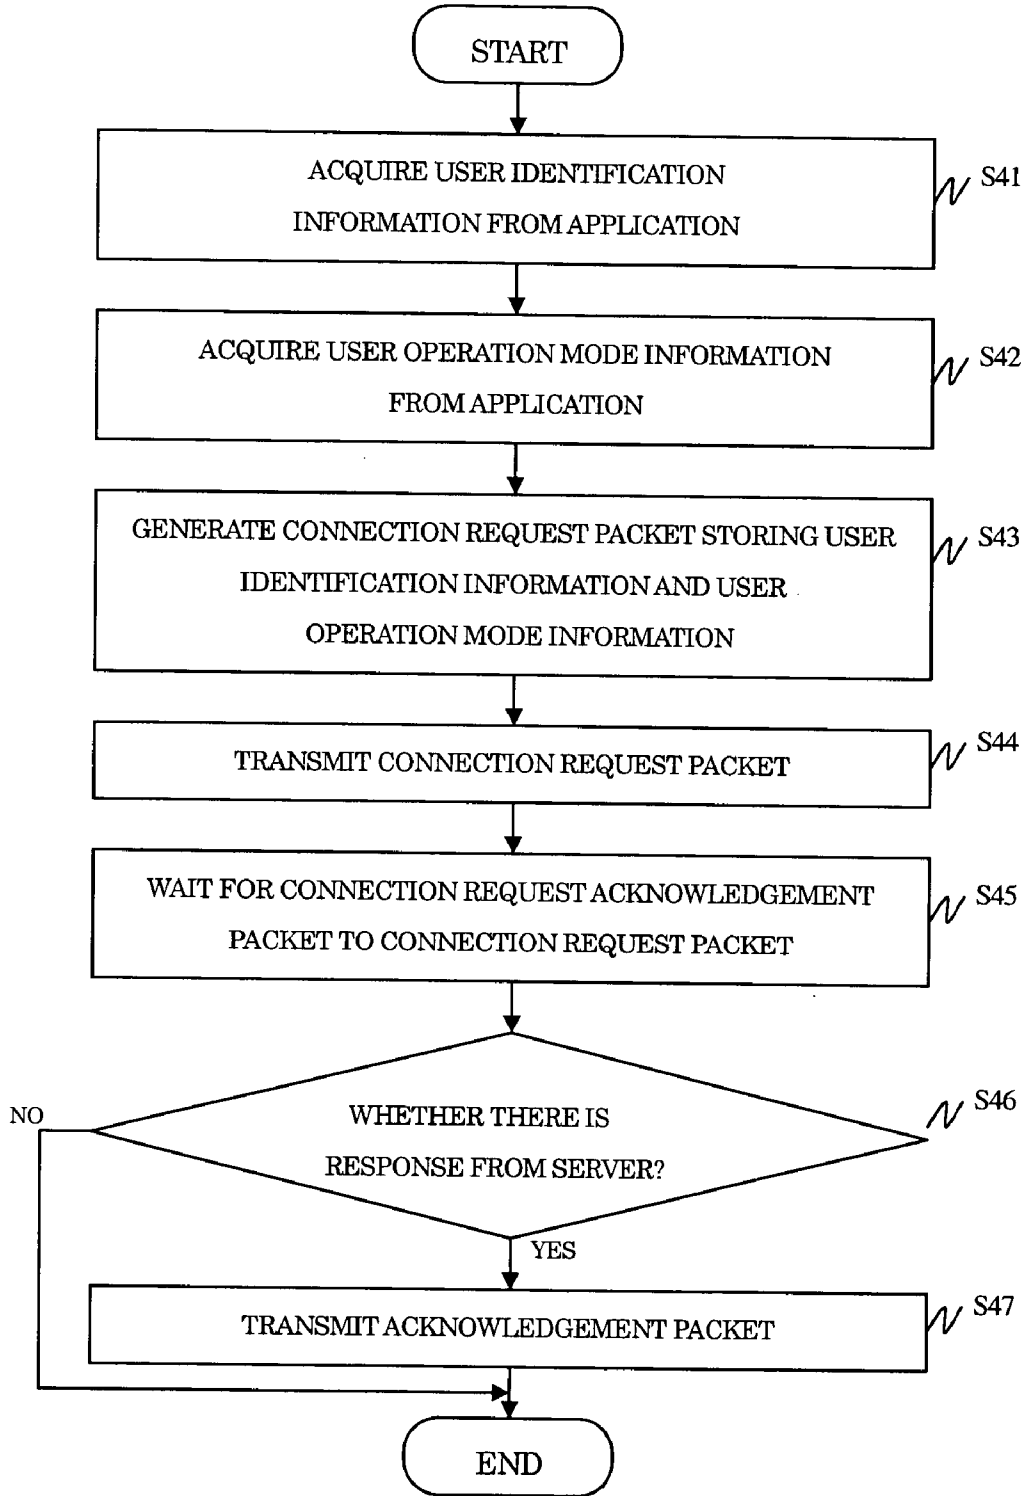 START
ACQUIRE USER IDENTIFICATION
INFORMATION FROM APPLICATION
S41
ACQUIRE USER OPERATION MODE INFORMATION
FROM APPLICATION
S42
GENERATE CONNECTION REQUEST PACKET STORING USER
IDENTIFICATION INFORMATION AND USER
OPERATION MODE INFORMATION
S43
TRANSMIT CONNECTION REQUEST PACKET
S44
WAIT FOR CONNECTION REQUEST ACKNOWLEDGEMENT
PACKET TO CONNECTION REQUEST PACKET
S45
NO
WHETHER THERE IS
RESPONSE FROM SERVER?
S46
YES
TRANSMIT ACKNOWLEDGEMENT PACKET
S47
END